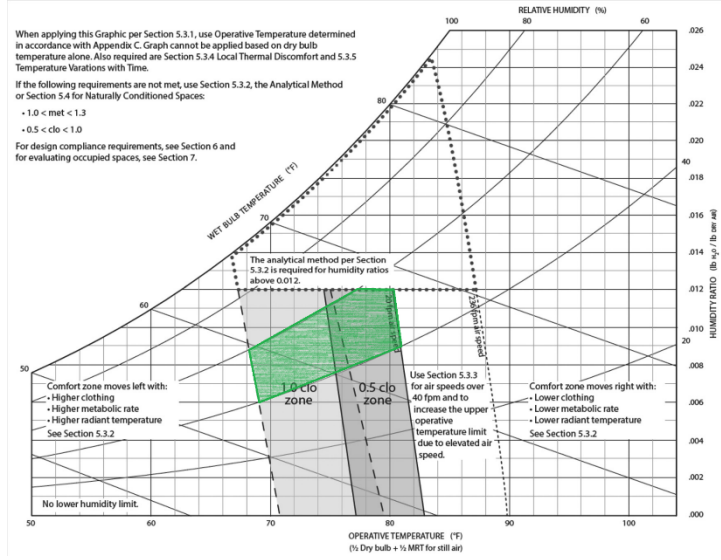 RELATIVE HUMIDITY (%)
100
80
60
When applying this Graphic per Section 5.3.1, use Operative Temperature determined
in accordance with Appendix C. Graph cannot be applied based on dry bulb
temperature alone. Also required are Section 5.3.4 Local Thermal Discomfort and 5.3.5
Temperature Varations with Time.
If the following requirements are not met, use Section 5.3.2, the Analytical Method
or Section 5.4 for Naturally Conditioned Spaces:
• 1.0 < met < 1.3
• 0.5 < clo < 1.0
For design compliance requirements, see Section 6 and
for evaluating occupied spaces, see Section 7.
WET BULB TEMPERATURE (°F)
50
60
70
80
The analytical method per Section
5.3.2 is required for humidity ratios
above 0.012.
20 fpm air speed
236 fpm air speed
1.0 clo
zone
0.5 clo
zone
Comfort zone moves left with:
• Higher clothing
• Higher metabolic rate
• Higher radiant temperature
See Section 5.3.2
Use Section 5.3.3
for air speeds over
40 fpm and to
increase the upper
operative
temperature limit
due to elevated air
speed.
Comfort zone moves right with:
• Lower clothing
• Lower metabolic rate
• Lower radiant temperature
See Section 5.3.2
No lower humidity limit.
40
20
.026
.024
.022
.020
.018
.016
.014
.012
.010
.008
.006
.004
.002
.000
HUMIDITY RATIO (lb H₂O / lb DRY AIR)
50
60
70
80
90
100
OPERATIVE TEMPERATURE (°F)
(½ Dry bulb + ½ MRT for still air)